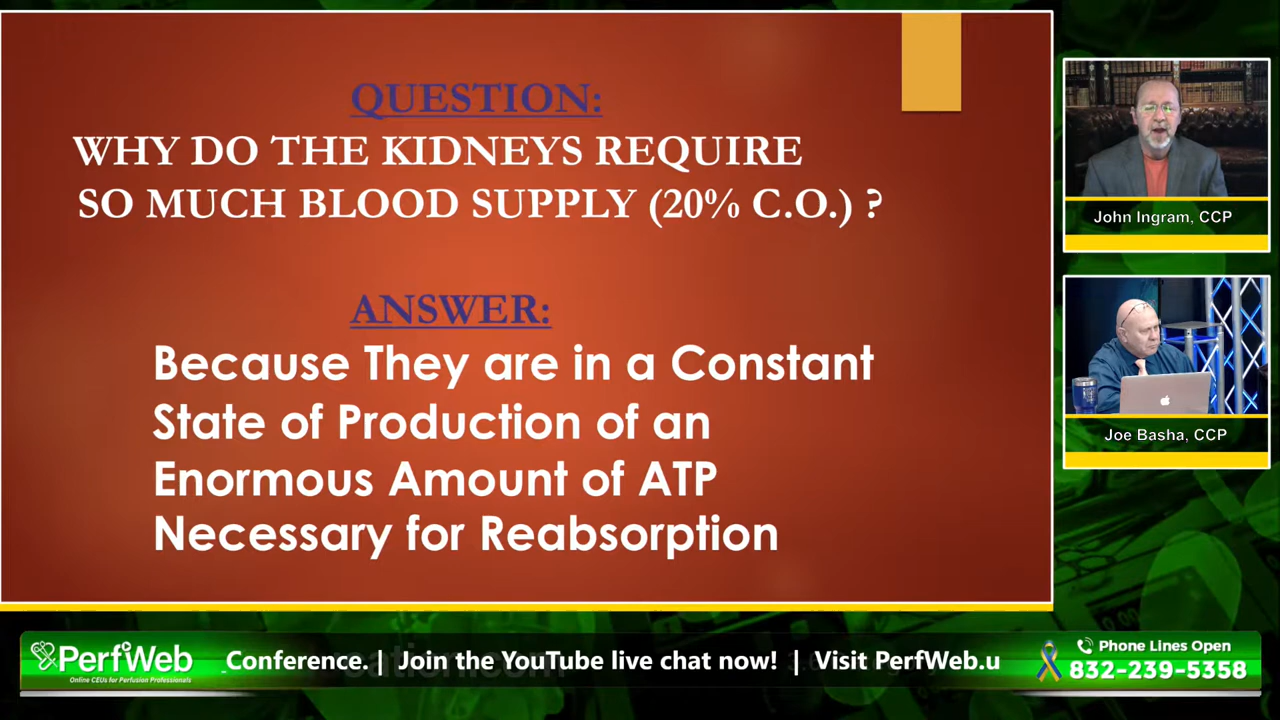 QUESTION:
WHY DO THE KIDNEYS REQUIRE
SO MUCH BLOOD SUPPLY (20% C.O.) ?
ANSWER:
Because They are in a Constant
State of Production of an
Enormous Amount of ATP
Necessary for Reabsorption
John Ingram, CCP
Joe Basha, CCP
PerfWeb
Online CEUs for Perfusion Professionals
Conference. | Join the YouTube live chat now! | Visit PerfWeb.u
Phone Lines Open
832-239-5358